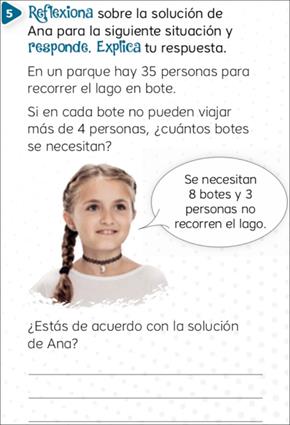 5 Reflexiona sobre la solución de
Ana para la siguiente situación y
responde. Explica tu respuesta.
En un parque hay 35 personas para
recorrer el lago en bote.
Si en cada bote no pueden viajar
más de 4 personas, ¿cuántos botes
se necesitan?
Se necesitan
8 botes y 3
personas no
recorren el lago.
¿Estás de acuerdo con la solución
de Ana?